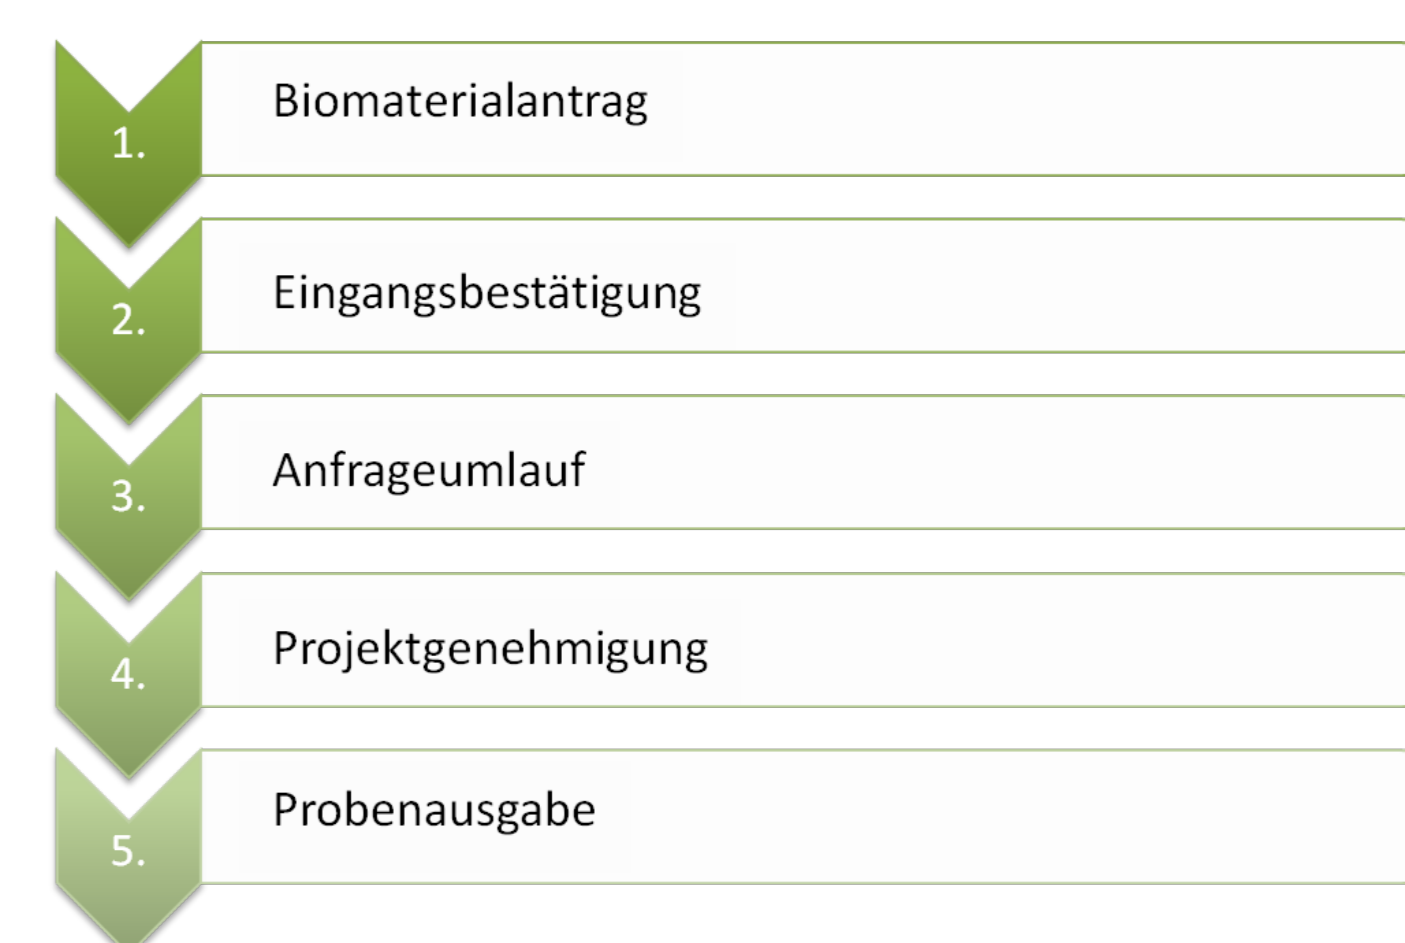 1. Biomaterialantrag
2. Eingangsbestätigung
3. Anfrageumlauf
4. Projektgenehmigung
5. Probenausgabe